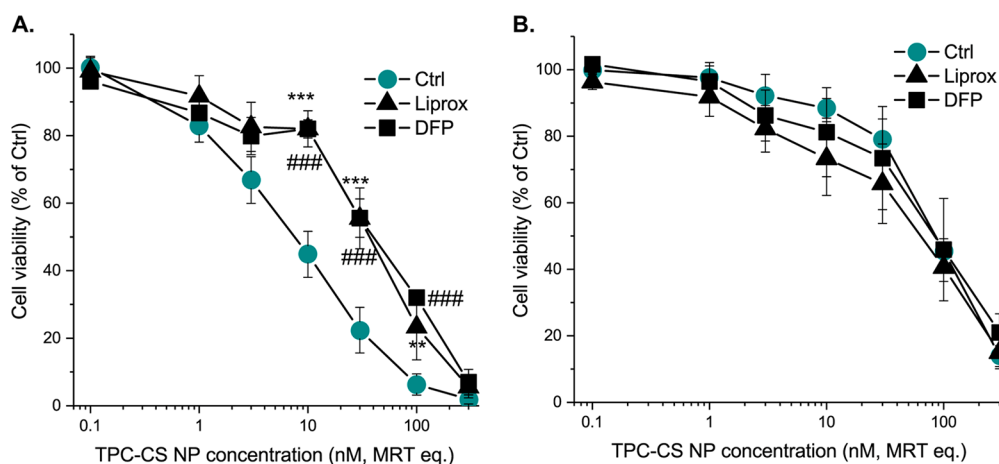 A.
Cell viability (% of Ctrl)
100
80
60
40
20
0
Ctrl
Liprox
DFP
***
###
***
###
###
**
0.1
1
10
100
TPC-CS NP concentration (nM, MRT eq.)
B.
Cell viability (% of Ctrl)
100
80
60
40
20
0
Ctrl
Liprox
DFP
0.1
1
10
100
TPC-CS NP concentration (nM, MRT eq.)